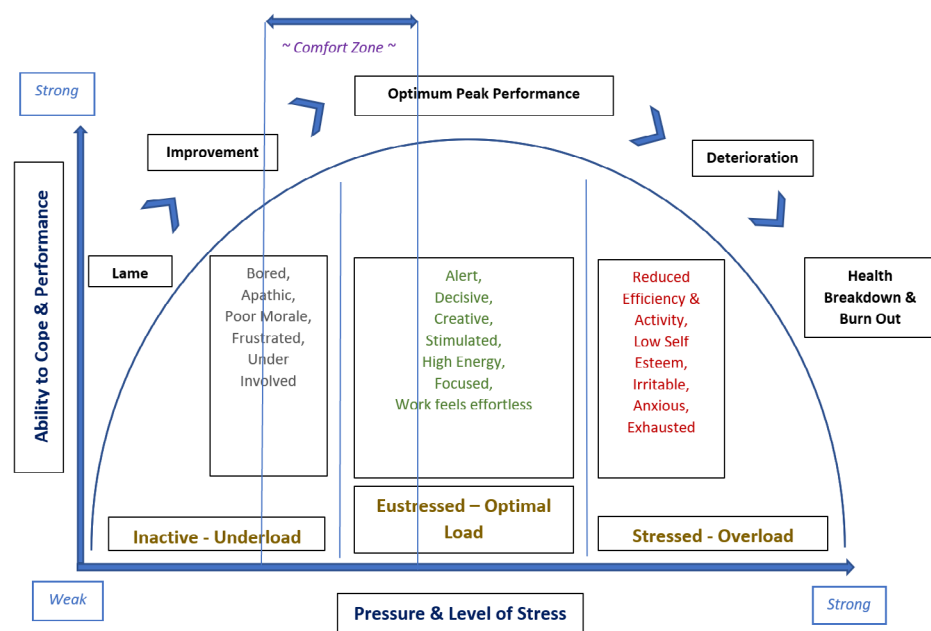 ~ Comfort Zone ~
Strong
Optimum Peak Performance
Improvement
Deterioration
Ability to Cope & Performance
Lame
Bored,
Apathic,
Poor Morale,
Frustrated,
Under
Involved
Alert,
Decisive,
Creative,
Stimulated,
High Energy,
Focused,
Work feels effortless
Reduced
Efficiency &
Activity,
Low Self
Esteem,
Irritable,
Anxious,
Exhausted
Health
Breakdown &
Burn Out
Inactive - Underload
Eustressed – Optimal
Load
Stressed - Overload
Weak
Pressure & Level of Stress
Strong